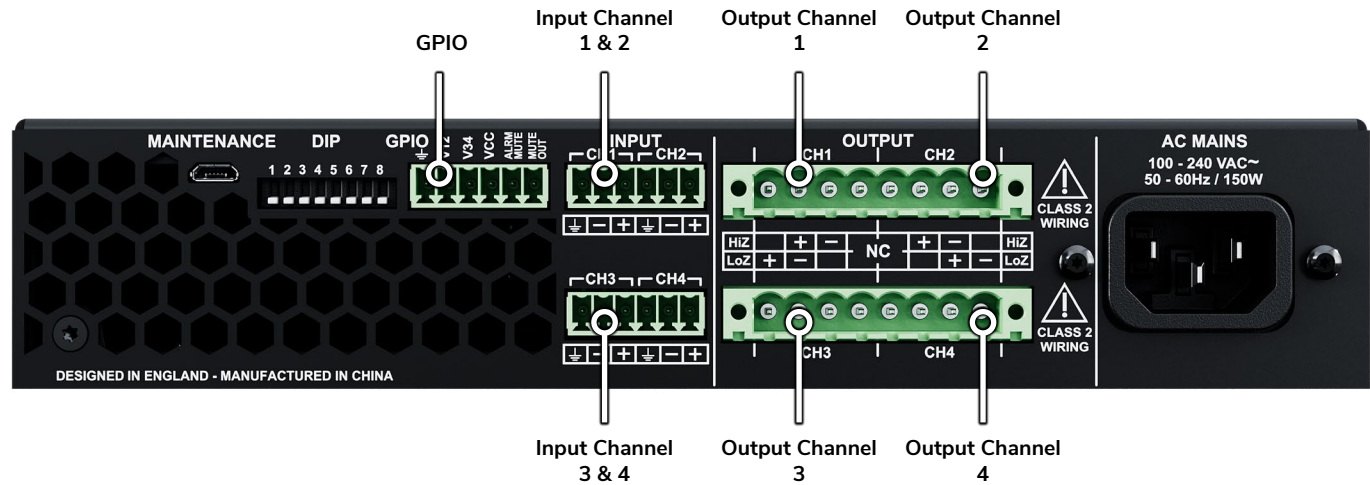 Input Channel
1 & 2
Output Channel
1
Output Channel
2
GPIO
MAINTENANCE
DIP
GPIO
V34
VCC
ALRM
MUTE
MUTE
OUT
INPUT
OUTPUT
AC MAINS
1 2 3 4 5 6 7 8
CH2
CH1
CH2
100 - 240 VAC~
50 - 60Hz / 150W
CLASS 2
WIRING
− + − +
HiZ + − NC + − HiZ
LoZ + − + − LoZ
CH3 CH4
− + − +
CH3
CH4
CLASS 2
WIRING
DESIGNED IN ENGLAND - MANUFACTURED IN CHINA
Input Channel
3 & 4
Output Channel
3
Output Channel
4